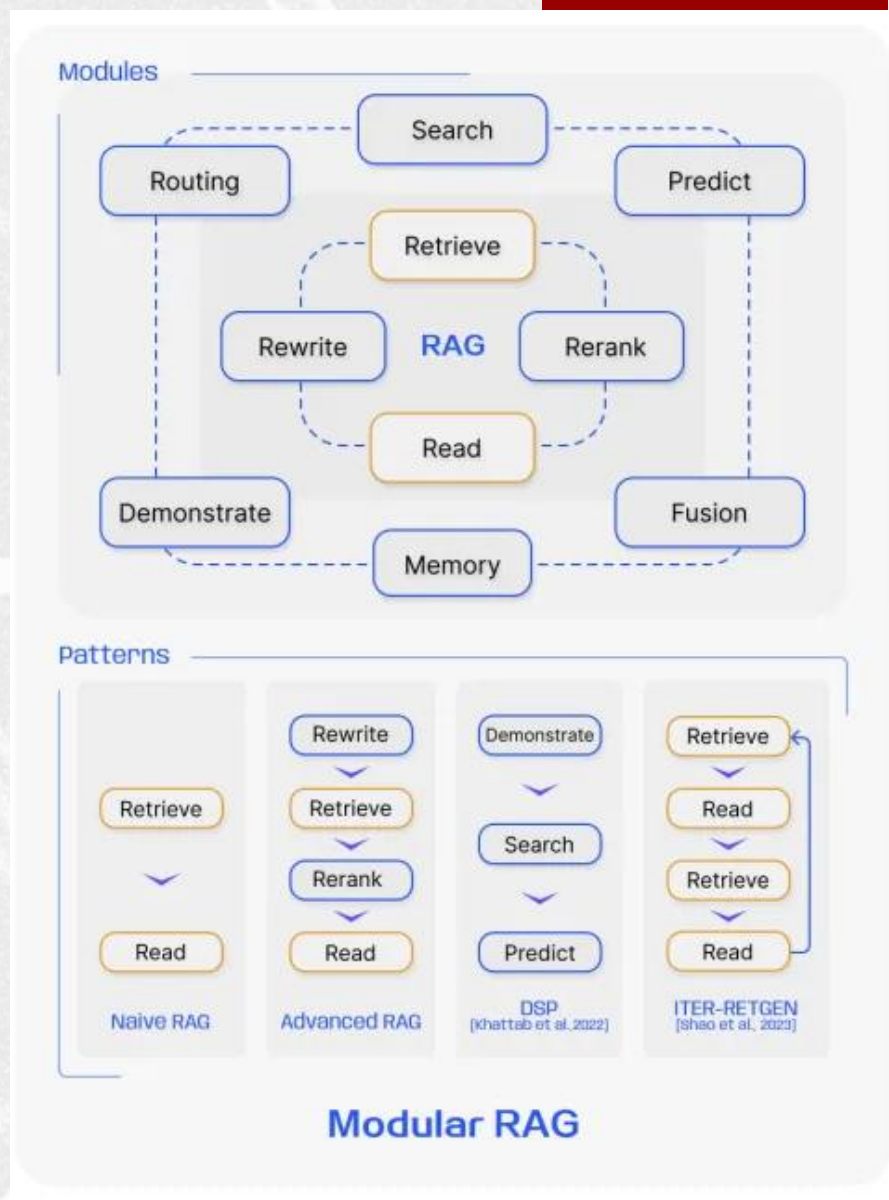 Modules
Search
Routing
Predict
Retrieve
Rewrite
RAG
Rerank
Read
Demonstrate
Fusion
Memory
Patterns
Retrieve
Read
Naive RAG
Rewrite
Retrieve
Rerank
Read
Advanced RAG
Demonstrate
Search
Predict
DSP
[Khattab et al.,2022]
Retrieve
Read
Retrieve
Read
ITER-RETGEN
[Shao et al., 2023]
Modular RAG